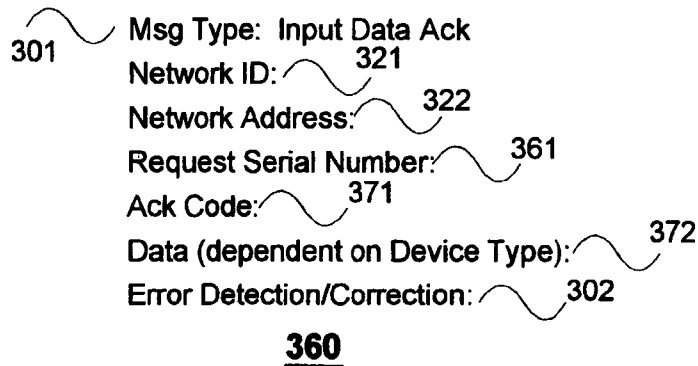 301 Msg Type: Input Data Ack
Network ID: 321
Network Address: 322
Request Serial Number: 361
Ack Code: 371
Data (dependent on Device Type): 372
Error Detection/Correction: 302
360